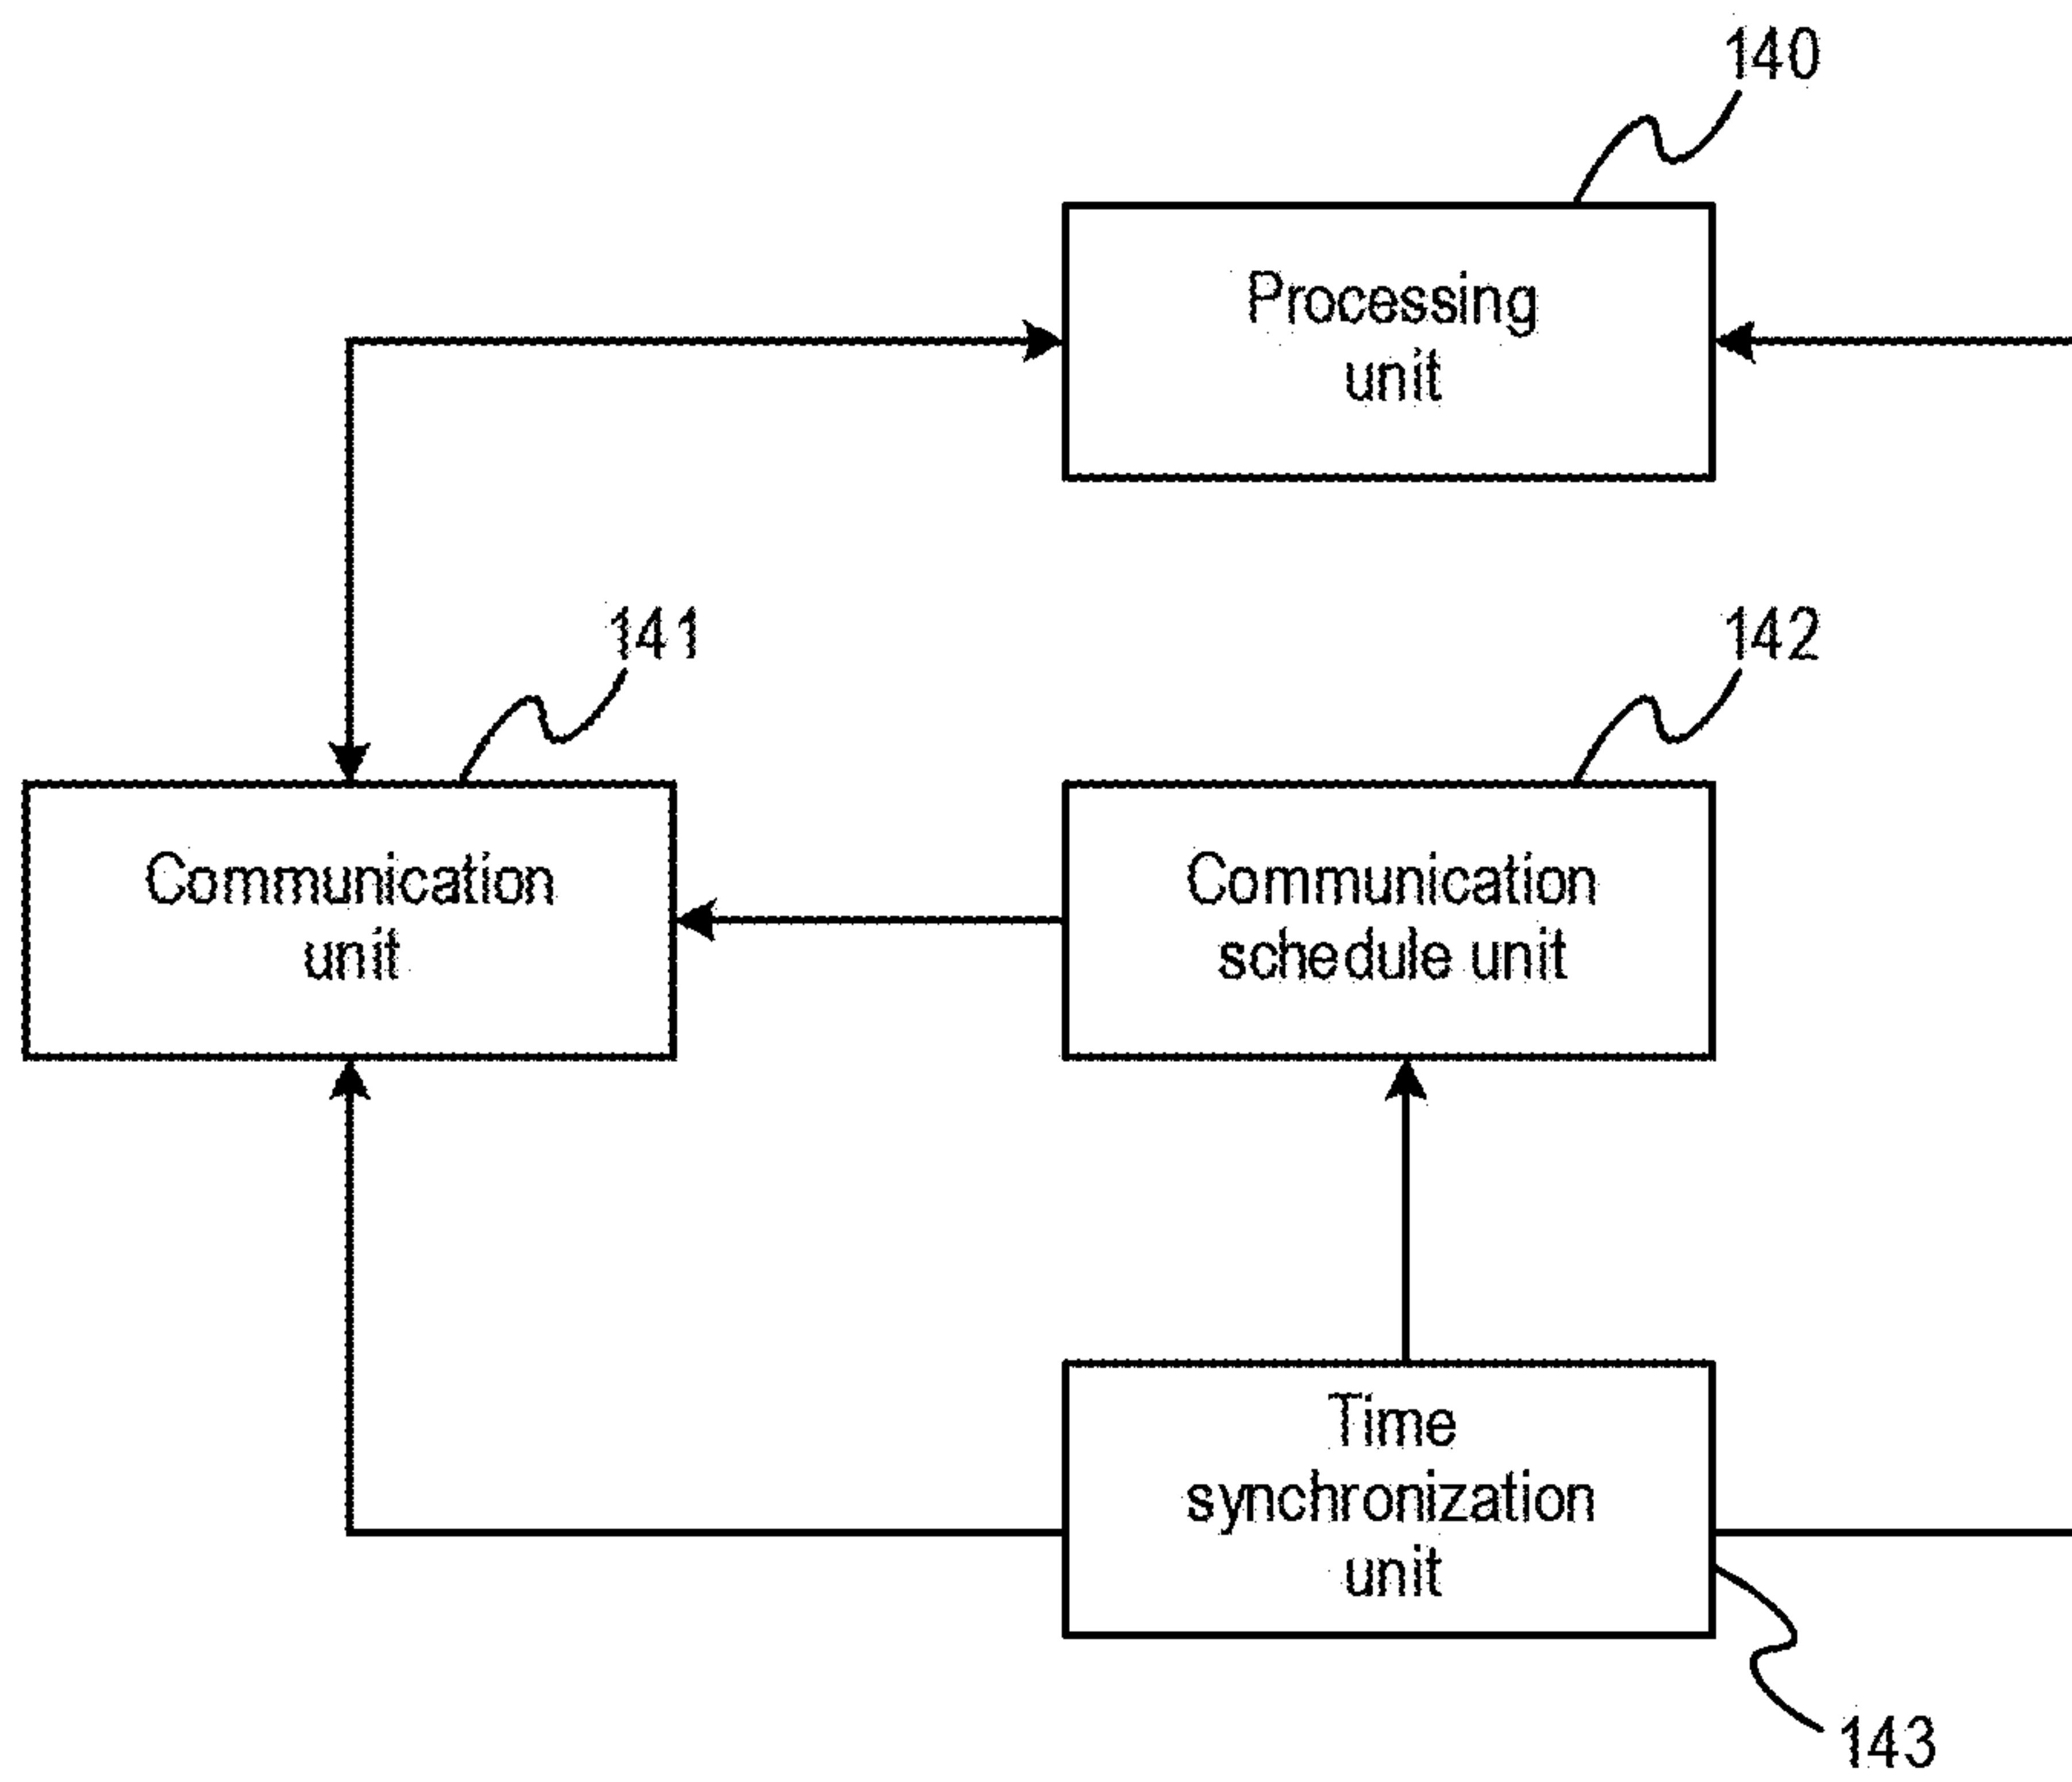 140
Processing
unit
141
142
Communication
unit
Communication
schedule unit
Time
synchronization
unit
143